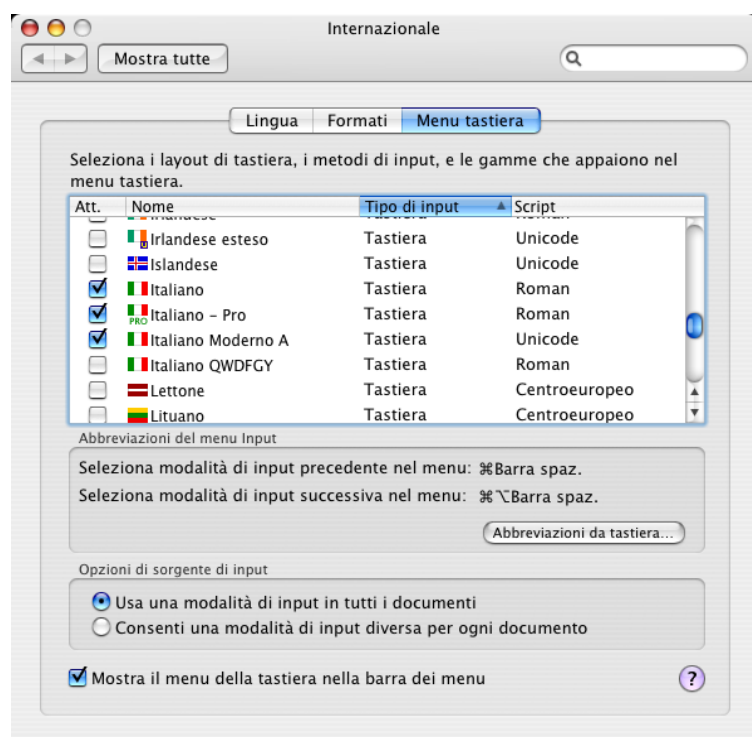 Internazionale
Mostra tutte
Lingua Formati Menu tastiera
Seleziona i layout di tastiera, i metodi di input, e le gamme che appaiono nel
menu tastiera.
Att. Nome Tipo di input Script
Irlandese esteso Tastiera Unicode
Islandese Tastiera Unicode
Italiano Tastiera Roman
PRO Italiano – Pro Tastiera Roman
Italiano Moderno A Tastiera Unicode
Italiano QWDFGY Tastiera Roman
Lettone Tastiera Centroeuropeo
Lituano Tastiera Centroeuropeo
Abbreviazioni del menu Input
Seleziona modalità di input precedente nel menu: ⌘Barra spaz.
Seleziona modalità di input successiva nel menu: ⌘⌥Barra spaz.
Abbreviazioni da tastiera...
Opzioni di sorgente di input
Usa una modalità di input in tutti i documenti
Consenti una modalità di input diversa per ogni documento
Mostra il menu della tastiera nella barra dei menu ?